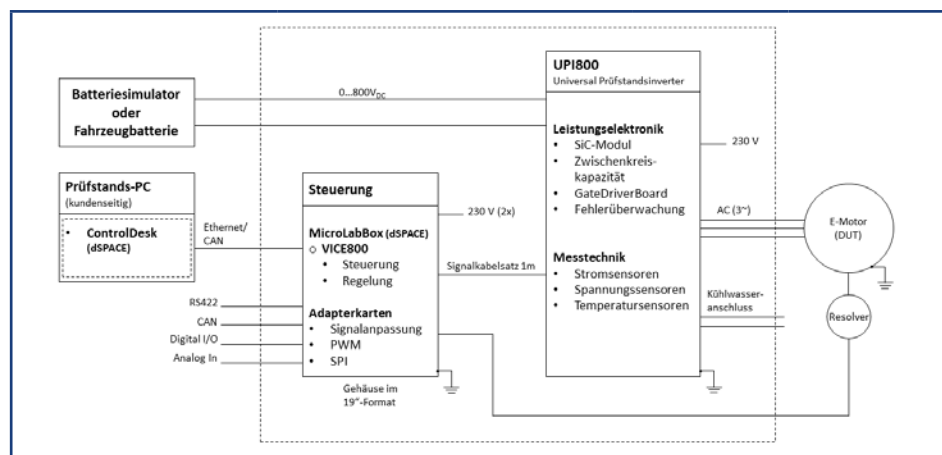 Batteriesimulator
oder
Fahrzeugbatterie
0...800V_DC
Prüfstands-PC
(kundenseitig)
• ControlDesk
(dSPACE)
Ethernet/
CAN
RS422
CAN
Digital I/O
Analog In
Steuerung
MicroLabBox (dSPACE)
○ VICE800
• Steuerung
• Regelung
Adapterkarten
• Signalanpassung
• PWM
• SPI
Gehäuse im
19"-Format
230 V (2x)
Signalkabelsatz 1m
UPI800
Universal Prüfstandsinverter
Leistungselektronik
• SiC-Modul
• Zwischenkreis-
kapazität
• GateDriverBoard
• Fehlerüberwachung
Messtechnik
• Stromsensoren
• Spannungssensoren
• Temperatursensoren
230 V
AC (3~)
Kühlwasser-
anschluss
E-Motor
(DUT)
Resolver